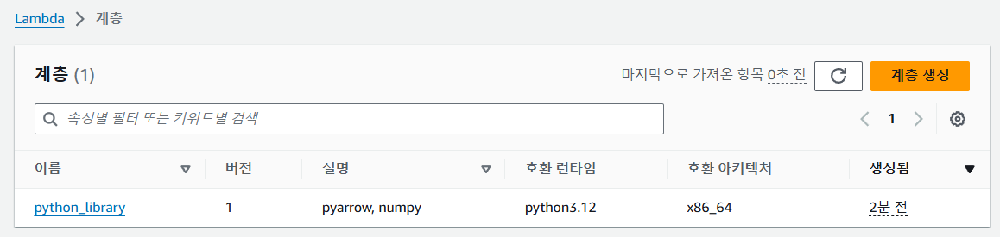 Lambda > 계층
계층 (1)
마지막으로 가져온 항목 0초 전
계층 생성
속성별 필터 또는 키워드별 검색
1
이름 버전 설명 호환 런타임 호환 아키텍처 생성됨
python_library 1 pyarrow, numpy python3.12 x86_64 2분 전